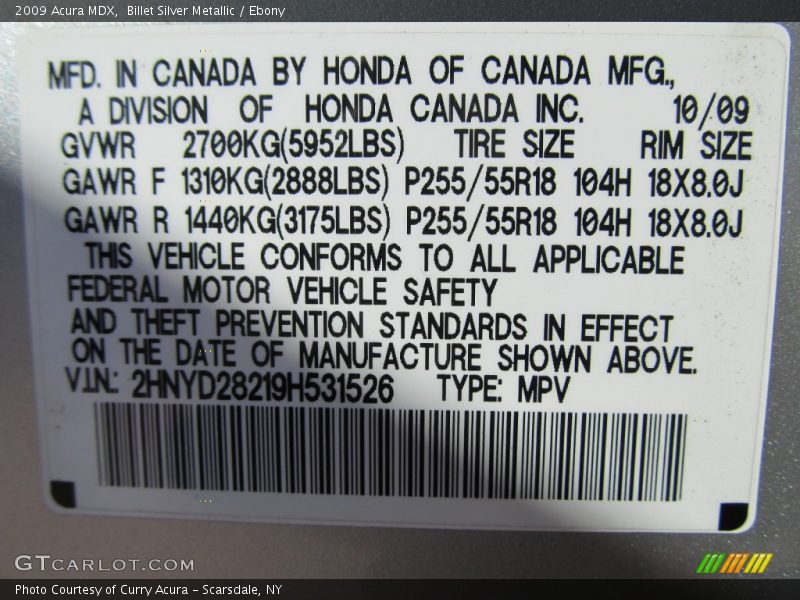 2009 Acura MDX, Billet Silver Metallic / Ebony
MFD. IN CANADA BY HONDA OF CANADA MFG.,
A DIVISION OF HONDA CANADA INC. 10/09
GVWR 2700KG(5952LBS) TIRE SIZE RIM SIZE
GAWR F 1310KG(2888LBS) P255/55R18 104H 18X8.0J
GAWR R 1440KG(3175LBS) P255/55R18 104H 18X8.0J
THIS VEHICLE CONFORMS TO ALL APPLICABLE
FEDERAL MOTOR VEHICLE SAFETY
AND THEFT PREVENTION STANDARDS IN EFFECT
ON THE DATE OF MANUFACTURE SHOWN ABOVE.
V.I.N.: 2HNYD28219H531526 TYPE: MPV
GTCARLOT.COM
Photo Courtesy of Curry Acura - Scarsdale, NY